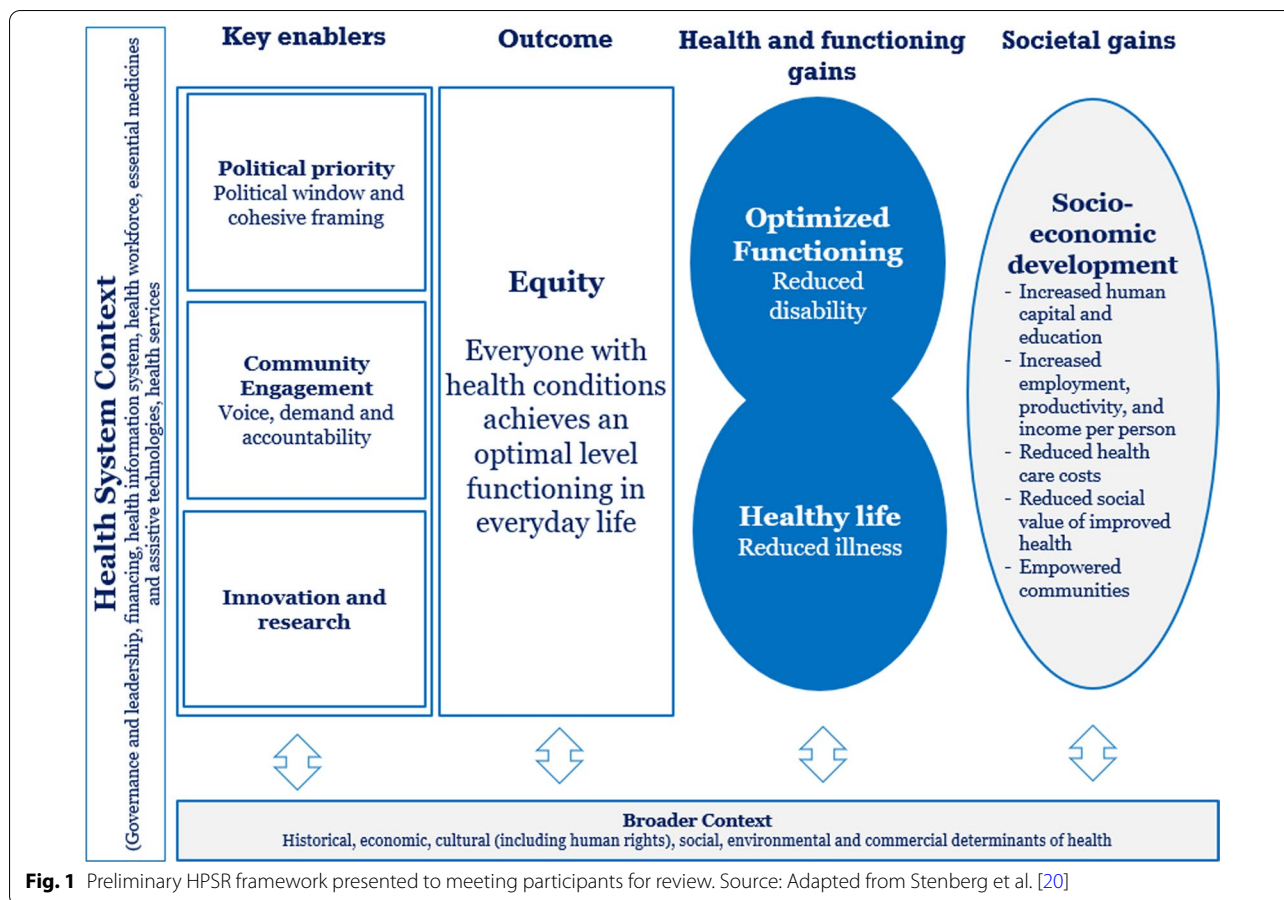 Health System Context
(Governance and leadership, financing, health information system, health workforce, essential medicines
and assistive technologies, health services
Key enablers
Political priority
Political window and
cohesive framing
Community
Engagement
Voice, demand and
accountability
Innovation and
research
Outcome
Equity
Everyone with
health conditions
achieves an
optimal level
functioning in
everyday life
Health and functioning
gains
Optimized
Functioning
Reduced
disability
Healthy life
Reduced illness
Societal gains
Socio-
economic
development
- Increased human
capital and
education
- Increased
employment,
productivity, and
income per person
- Reduced health
care costs
- Reduced social
value of improved
health
- Empowered
communities
Broader Context
Historical, economic, cultural (including human rights), social, environmental and commercial determinants of health
Fig. 1 Preliminary HPSR framework presented to meeting participants for review. Source: Adapted from Stenberg et al. [20]